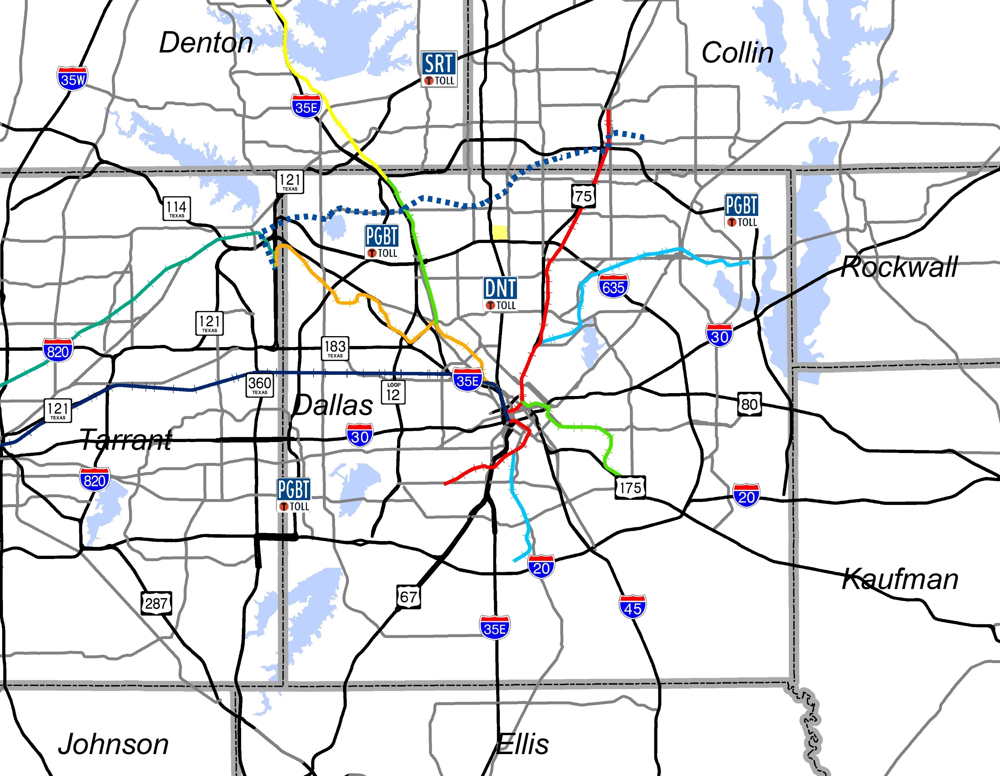 Denton
Collin
SRT
TOLL
35W
35E
121
TEXAS
114
TEXAS
75
PGBT
TOLL
PGBT
TOLL
Rockwall
DNT
TOLL
635
121
TEXAS
30
820
183
TEXAS
35E
360
TEXAS
LOOP
12
Dallas
80
121
TEXAS
Tarrant
30
820
PGBT
TOLL
175
20
20
Kaufman
287
67
45
35E
Johnson
Ellis